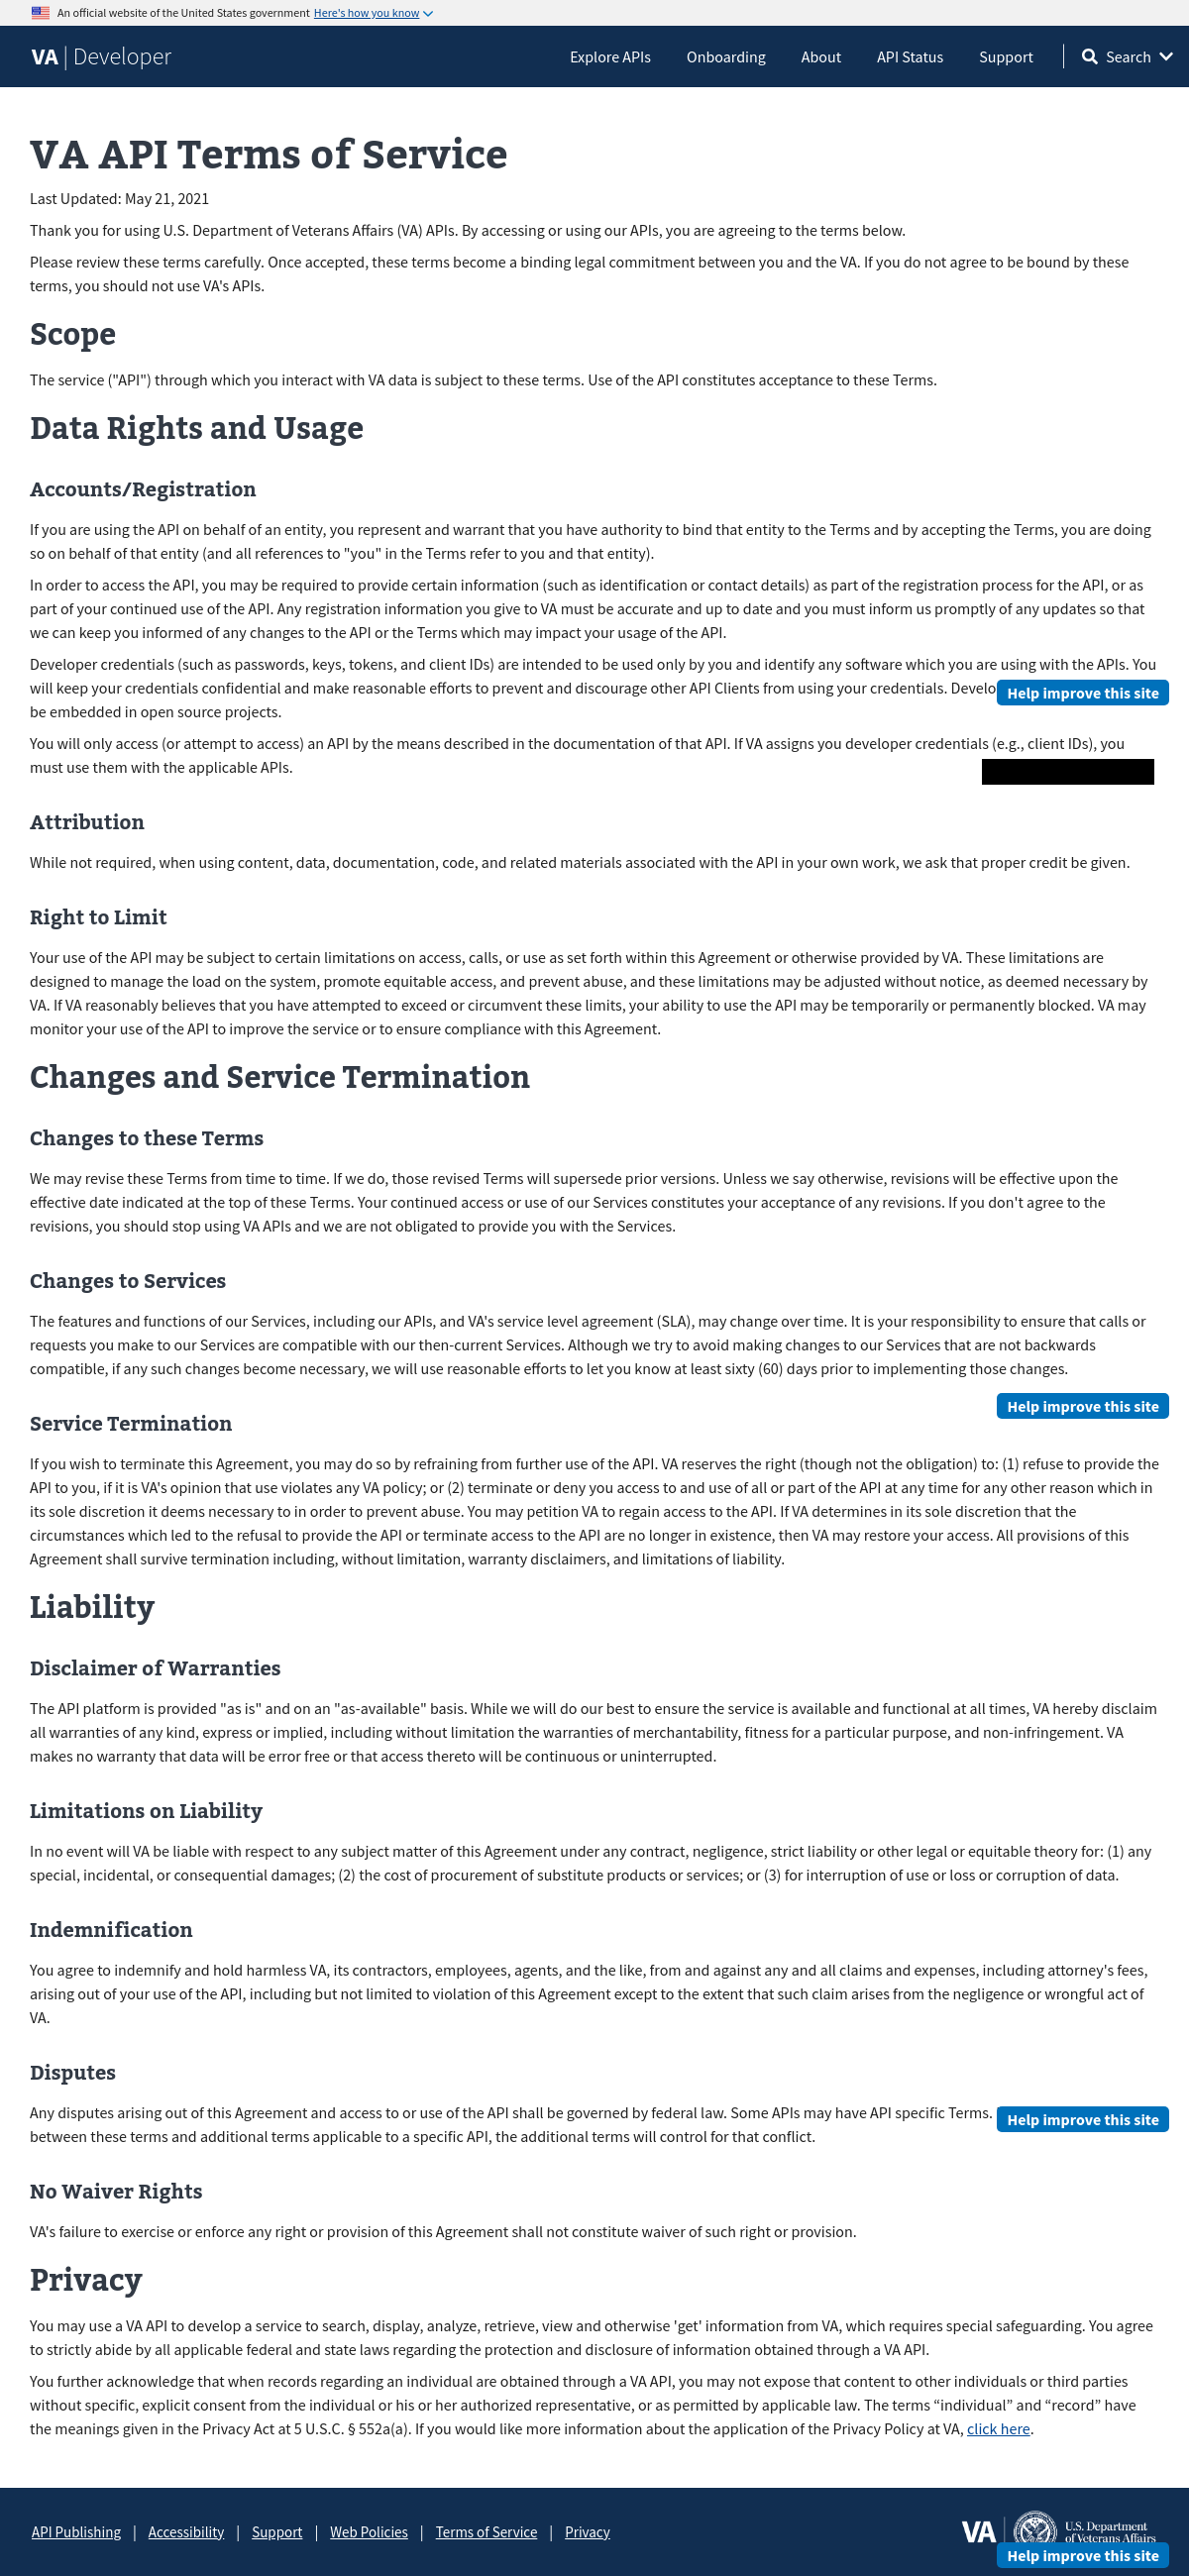 An official website of the United States government Here's how you know
VA | Developer
Explore APIs Onboarding About API Status Support Search
VA API Terms of Service
Last Updated: May 21, 2021
Thank you for using U.S. Department of Veterans Affairs (VA) APIs. By accessing or using our APIs, you are agreeing to the terms below.
Please review these terms carefully. Once accepted, these terms become a binding legal commitment between you and the VA. If you do not agree to be bound by these
terms, you should not use VA's APIs.
Scope
The service ("API") through which you interact with VA data is subject to these terms. Use of the API constitutes acceptance to these Terms.
Data Rights and Usage
Accounts/Registration
If you are using the API on behalf of an entity, you represent and warrant that you have authority to bind that entity to the Terms and by accepting the Terms, you are doing
so on behalf of that entity (and all references to "you" in the Terms refer to you and that entity).
In order to access the API, you may be required to provide certain information (such as identification or contact details) as part of the registration process for the API, or as
part of your continued use of the API. Any registration information you give to VA must be accurate and up to date and you must inform us promptly of any updates so that
we can keep you informed of any changes to the API or the Terms which may impact your usage of the API.
Developer credentials (such as passwords, keys, tokens, and client IDs) are intended to be used only by you and identify any software which you are using with the APIs. You
will keep your credentials confidential and make reasonable efforts to prevent and discourage other API Clients from using your credentials.
Help improve this site
be embedded in open source projects.
You will only access (or attempt to access) an API by the means described in the documentation of that API. If VA assigns you developer credentials (e.g., client IDs), you
must use them with the applicable APIs.
Attribution
While not required, when using content, data, documentation, code, and related materials associated with the API in your own work, we ask that proper credit be given.
Right to Limit
Your use of the API may be subject to certain limitations on access, calls, or use as set forth within this Agreement or otherwise provided by VA. These limitations are
designed to manage the load on the system, promote equitable access, and prevent abuse, and these limitations may be adjusted without notice, as deemed necessary by
VA. If VA reasonably believes that you have attempted to exceed or circumvent these limits, your ability to use the API may be temporarily or permanently blocked. VA may
monitor your use of the API to improve the service or to ensure compliance with this Agreement.
Changes and Service Termination
Changes to these Terms
We may revise these Terms from time to time. If we do, those revised Terms will supersede prior versions. Unless we say otherwise, revisions will be effective upon the
effective date indicated at the top of these Terms. Your continued access or use of our Services constitutes your acceptance of any revisions. If you don't agree to the
revisions, you should stop using VA APIs and we are not obligated to provide you with the Services.
Changes to Services
The features and functions of our Services, including our APIs, and VA's service level agreement (SLA), may change over time. It is your responsibility to ensure that calls or
requests you make to our Services are compatible with our then-current Services. Although we try to avoid making changes to our Services that are not backwards
compatible, if any such changes become necessary, we will use reasonable efforts to let you know at least sixty (60) days prior to implementing those changes.
Help improve this site
Service Termination
If you wish to terminate this Agreement, you may do so by refraining from further use of the API. VA reserves the right (though not the obligation) to: (1) refuse to provide the
API to you, if it is VA's opinion that use violates any VA policy; or (2) terminate or deny you access to and use of all or part of the API at any time for any other reason which in
its sole discretion it deems necessary to in order to prevent abuse. You may petition VA to regain access to the API. If VA determines in its sole discretion that the
circumstances which led to the refusal to provide the API or terminate access to the API are no longer in existence, then VA may restore your access. All provisions of this
Agreement shall survive termination including, without limitation, warranty disclaimers, and limitations of liability.
Liability
Disclaimer of Warranties
The API platform is provided "as is" and on an "as-available" basis. While we will do our best to ensure the service is available and functional at all times, VA hereby disclaim
all warranties of any kind, express or implied, including without limitation the warranties of merchantability, fitness for a particular purpose, and non-infringement. VA
makes no warranty that data will be error free or that access thereto will be continuous or uninterrupted.
Limitations on Liability
In no event will VA be liable with respect to any subject matter of this Agreement under any contract, negligence, strict liability or other legal or equitable theory for: (1) any
special, incidental, or consequential damages; (2) the cost of procurement of substitute products or services; or (3) for interruption of use or loss or corruption of data.
Indemnification
You agree to indemnify and hold harmless VA, its contractors, employees, agents, and the like, from and against any and all claims and expenses, including attorney's fees,
arising out of your use of the API, including but not limited to violation of this Agreement except to the extent that such claim arises from the negligence or wrongful act of
VA.
Disputes
Any disputes arising out of this Agreement and access to or use of the API shall be governed by federal law. Some APIs may have API specific Terms.
Help improve this site
between these terms and additional terms applicable to a specific API, the additional terms will control for that conflict.
No Waiver Rights
VA's failure to exercise or enforce any right or provision of this Agreement shall not constitute waiver of such right or provision.
Privacy
You may use a VA API to develop a service to search, display, analyze, retrieve, view and otherwise 'get' information from VA, which requires special safeguarding. You agree
to strictly abide by all applicable federal and state laws regarding the protection and disclosure of information obtained through a VA API.
You further acknowledge that when records regarding an individual are obtained through a VA API, you may not expose that content to other individuals or third parties
without specific, explicit consent from the individual or his or her authorized representative, or as permitted by applicable law. The terms “individual” and “record” have
the meanings given in the Privacy Act at 5 U.S.C. § 552a(a). If you would like more information about the application of the Privacy Policy at VA, click here.
API Publishing | Accessibility | Support | Web Policies | Terms of Service | Privacy
VA
U.S. Department
of Veterans Affairs
Help improve this site